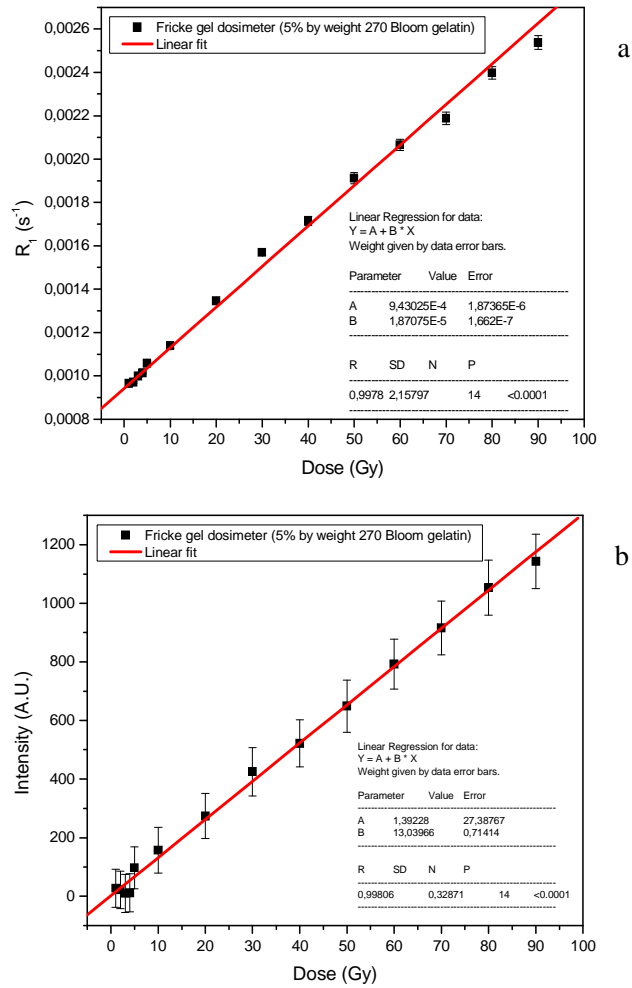 a
Fricke gel dosimeter (5% by weight 270 Bloom gelatin)
Linear fit
0,0026
0,0024
0,0022
0,0020
0,0018
0,0016
0,0014
0,0012
0,0010
0,0008
R1 (s-1)
Linear Regression for data:
Y = A + B * X
Weight given by data error bars.
Parameter Value Error
A 9,43025E-4 1,87365E-6
B 1,87075E-5 1,662E-7
R SD N P
0,9978 2,15797 14 <0.0001
0 10 20 30 40 50 60 70 80 90 100
Dose (Gy)
b
Fricke gel dosimeter (5% by weight 270 Bloom gelatin)
Linear fit
1200
1000
800
600
400
200
0
Intensity (A.U.)
Linear Regression for data:
Y = A + B * X
Weight given by data error bars.
Parameter Value Error
A 1,39228 27,38767
B 13,03966 0,71414
R SD N P
0,99806 0,32871 14 <0.0001
0 10 20 30 40 50 60 70 80 90 100
Dose (Gy)